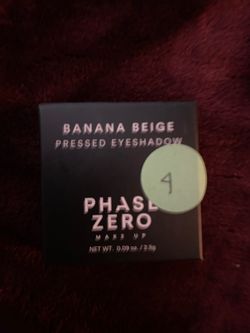 BANANA BEIGE
PRESSED EYESHADOW
4
PHASE
ZERO
MAKE UP
NET WT. 0.09 oz. / 2.5g